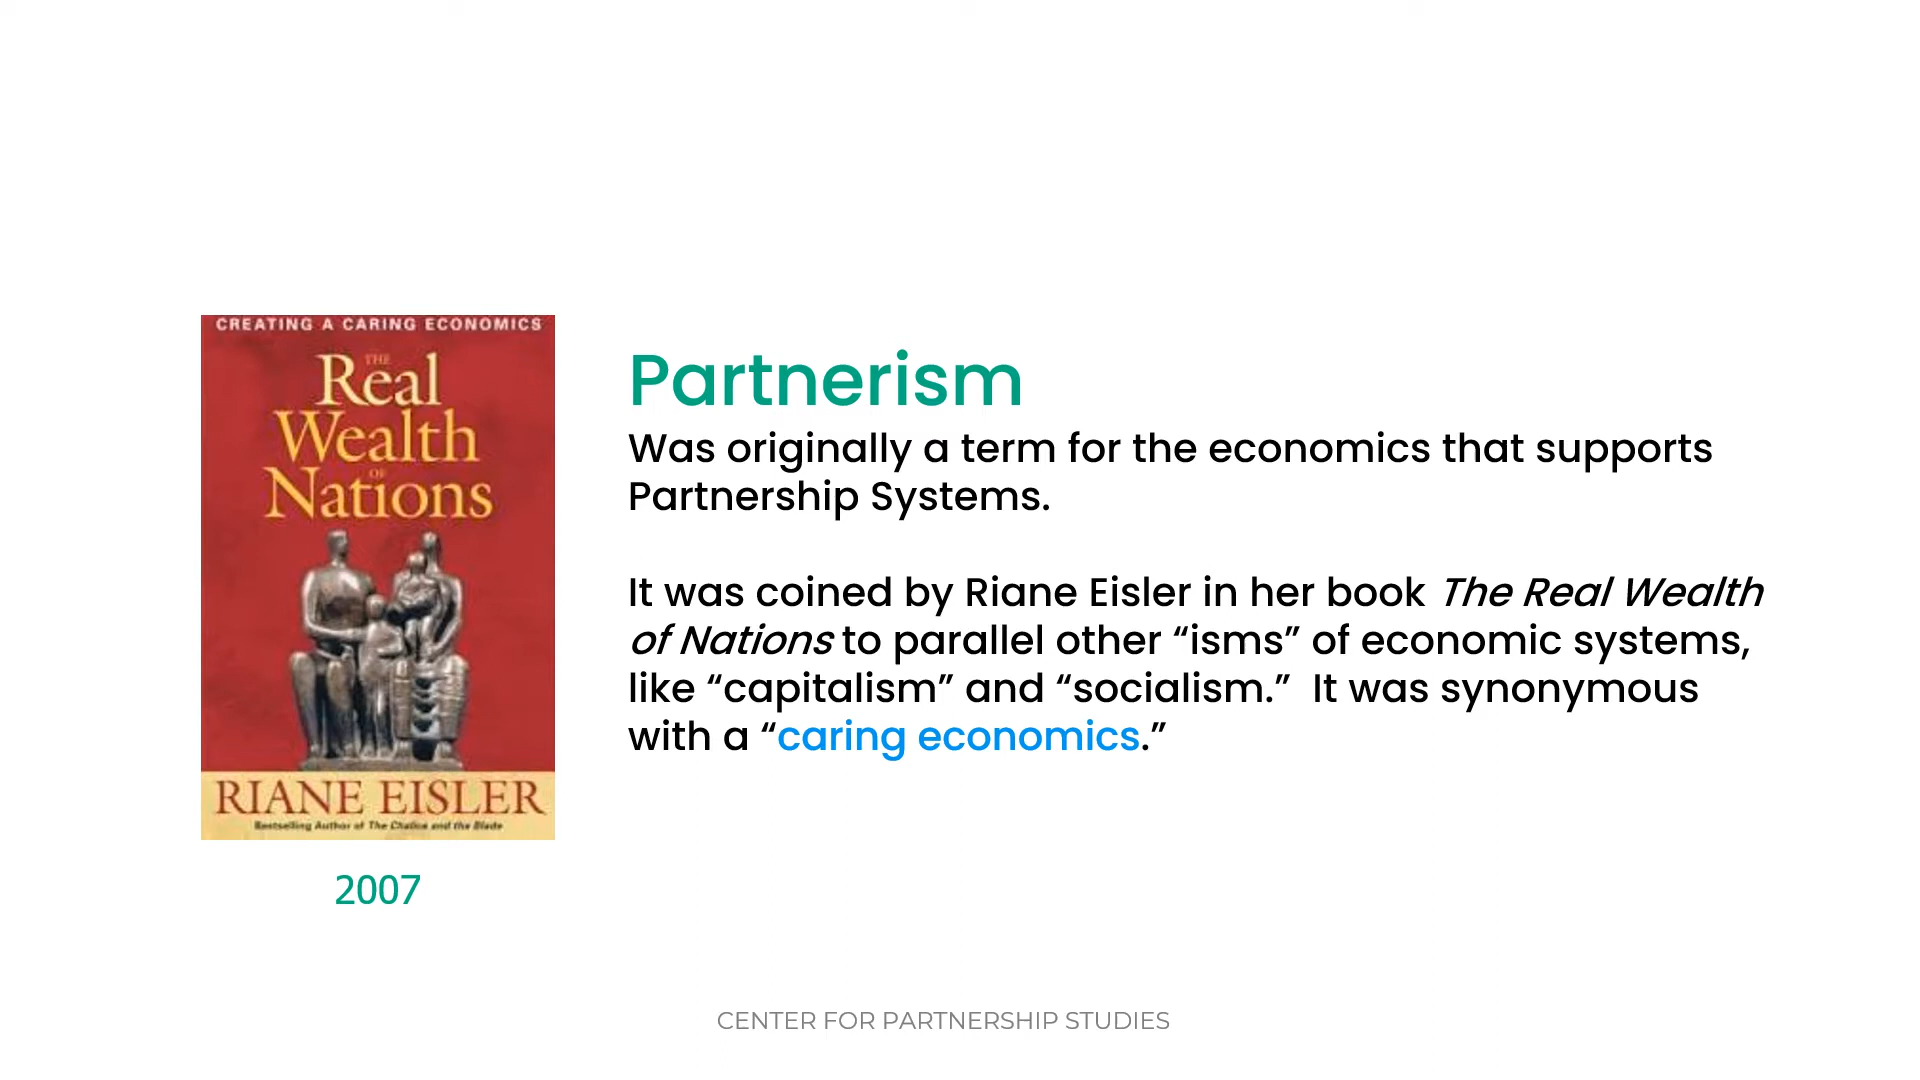 CREATING A CARING ECONOMICS
THE
Real
Wealth
OF
Nations
RIANE EISLER
Bestselling Author of The Chalice and the Blade
2007
Partnerism
Was originally a term for the economics that supports
Partnership Systems.
It was coined by Riane Eisler in her book The Real Wealth
of Nations to parallel other “isms” of economic systems,
like “capitalism” and “socialism.”  It was synonymous
with a “caring economics.”
CENTER FOR PARTNERSHIP STUDIES